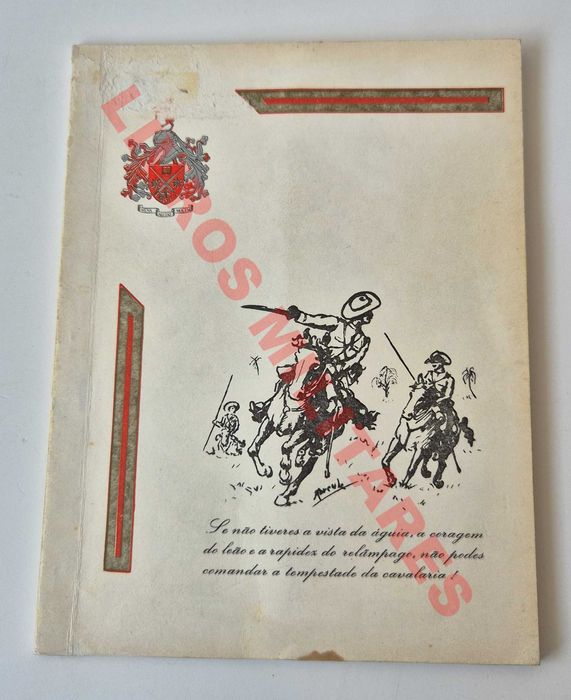 LIVROS MILITARES
Se não tiveres a vista da águia, a coragem
do leão e a rapidez do relâmpago, não podes
comandar a tempestade da cavalaria !